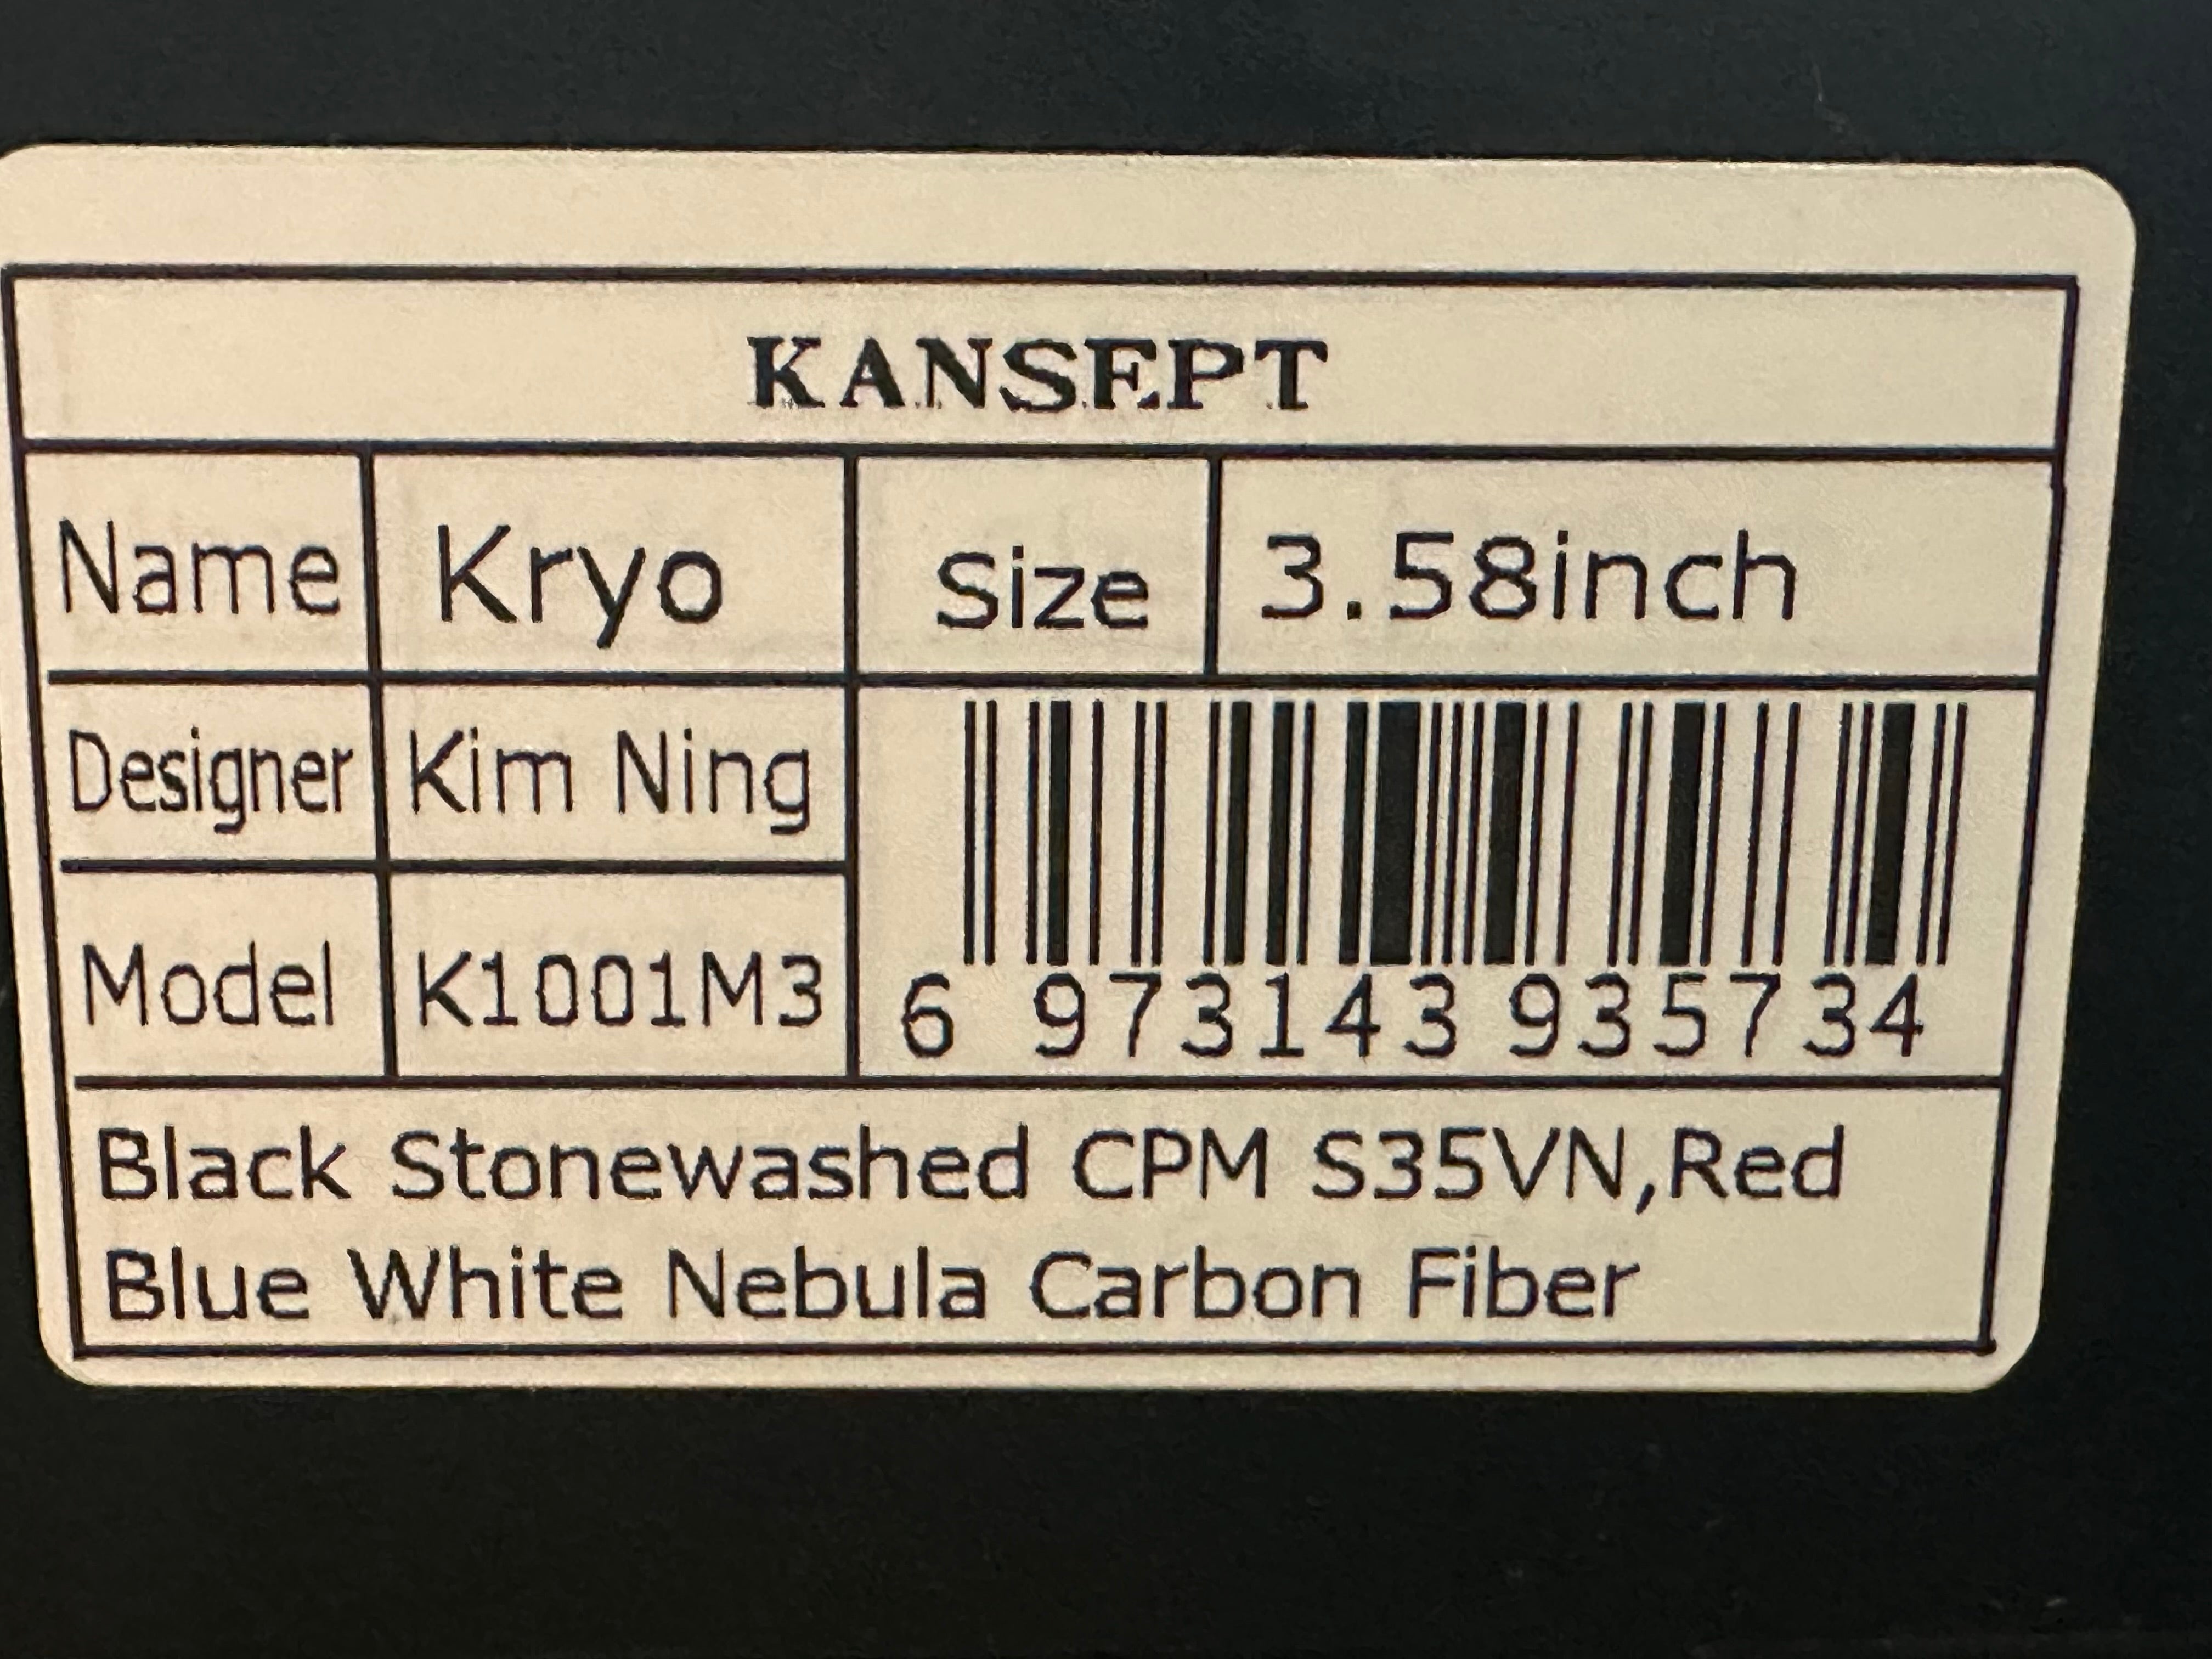 KANSEPT
Name Kryo Size 3.58inch
Designer Kim Ning
Model K1001M3
6 973143 935734
Black Stonewashed CPM S35VN,Red
Blue White Nebula Carbon Fiber